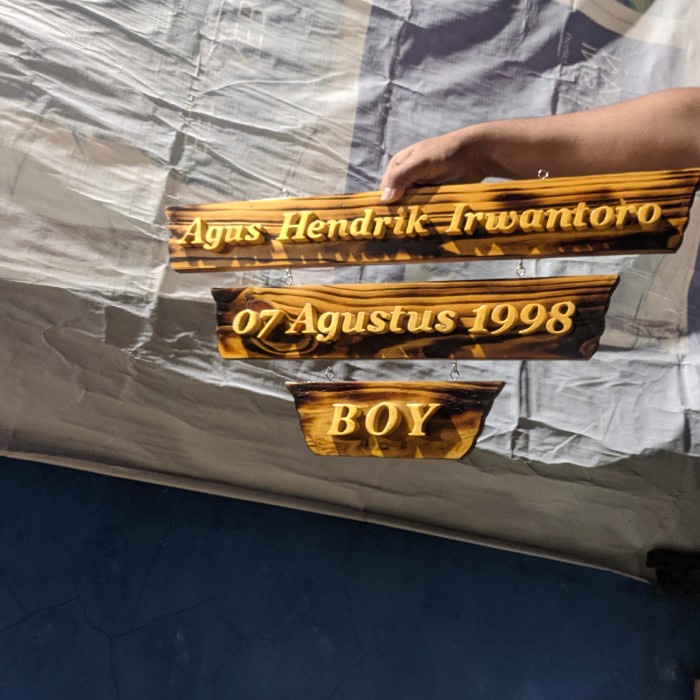 Agus Hendrik Irwantoro
07 Agustus 1998
BOY